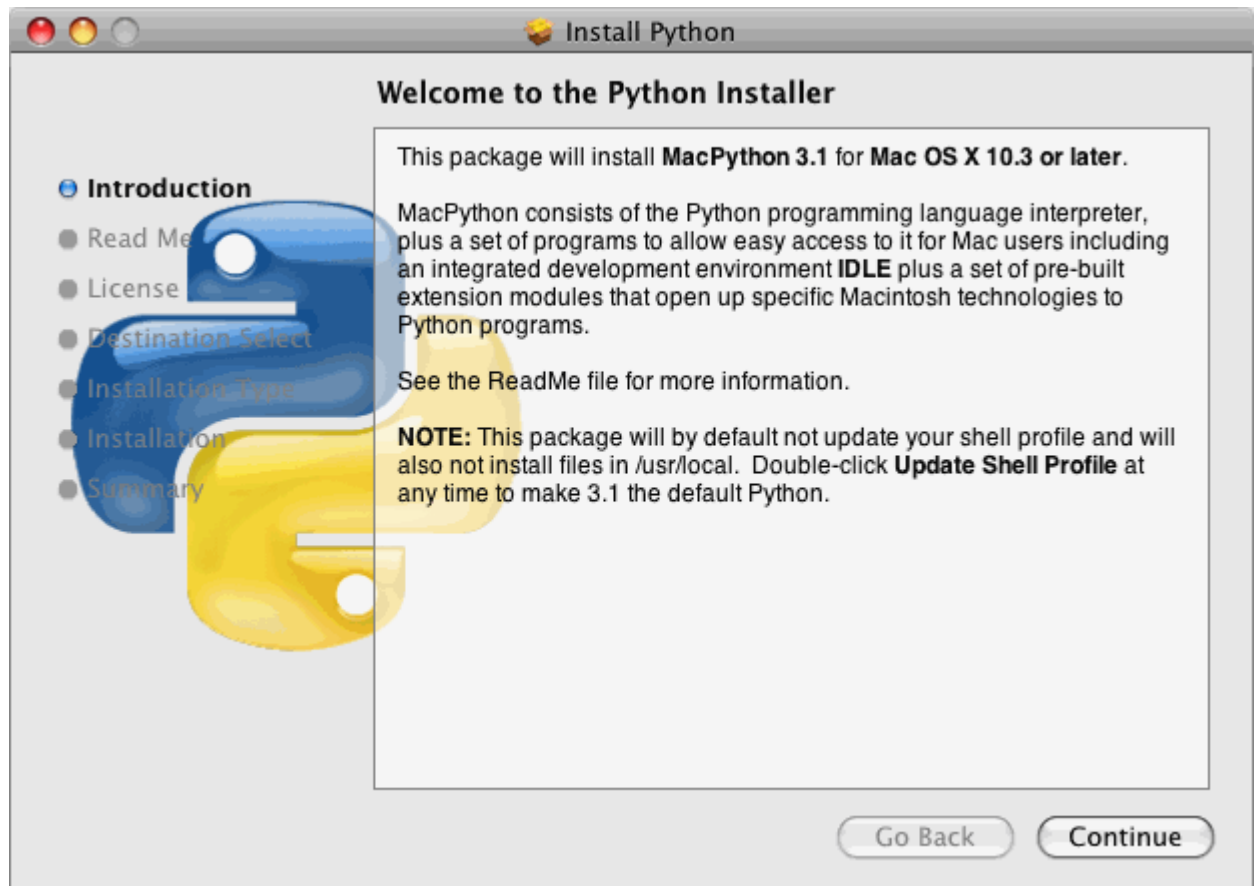 Install Python
Welcome to the Python Installer
Introduction
Read Me
License
Destination Select
Installation Type
Installation
Summary
This package will install MacPython 3.1 for Mac OS X 10.3 or later.
MacPython consists of the Python programming language interpreter,
plus a set of programs to allow easy access to it for Mac users including
an integrated development environment IDLE plus a set of pre-built
extension modules that open up specific Macintosh technologies to
Python programs.
See the ReadMe file for more information.
NOTE: This package will by default not update your shell profile and will
also not install files in /usr/local.  Double-click Update Shell Profile at
any time to make 3.1 the default Python.
Go Back
Continue